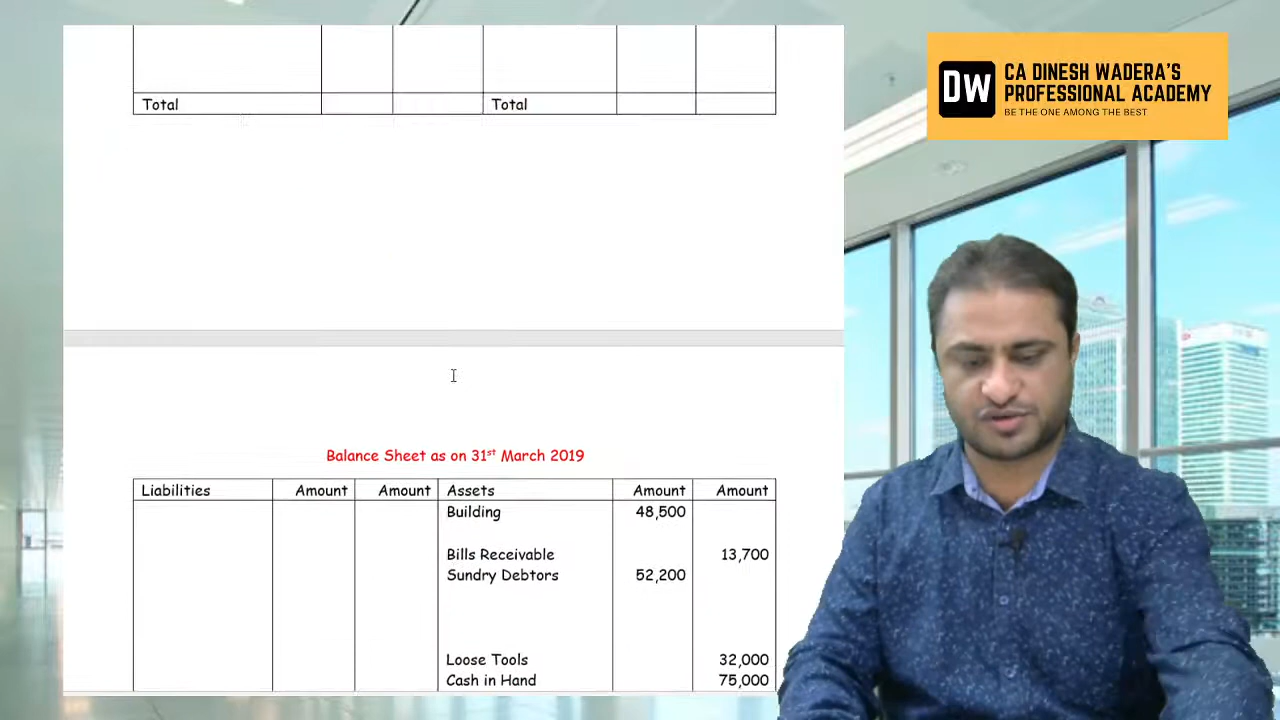 Total Total
DW CA DINESH WADERA'S
PROFESSIONAL ACADEMY
BE THE ONE AMONG THE BEST
Balance Sheet as on 31st March 2019
Liabilities Amount Amount Assets Amount Amount
Building 48,500
Bills Receivable 13,700
Sundry Debtors 52,200
Loose Tools 32,000
Cash in Hand 75,000